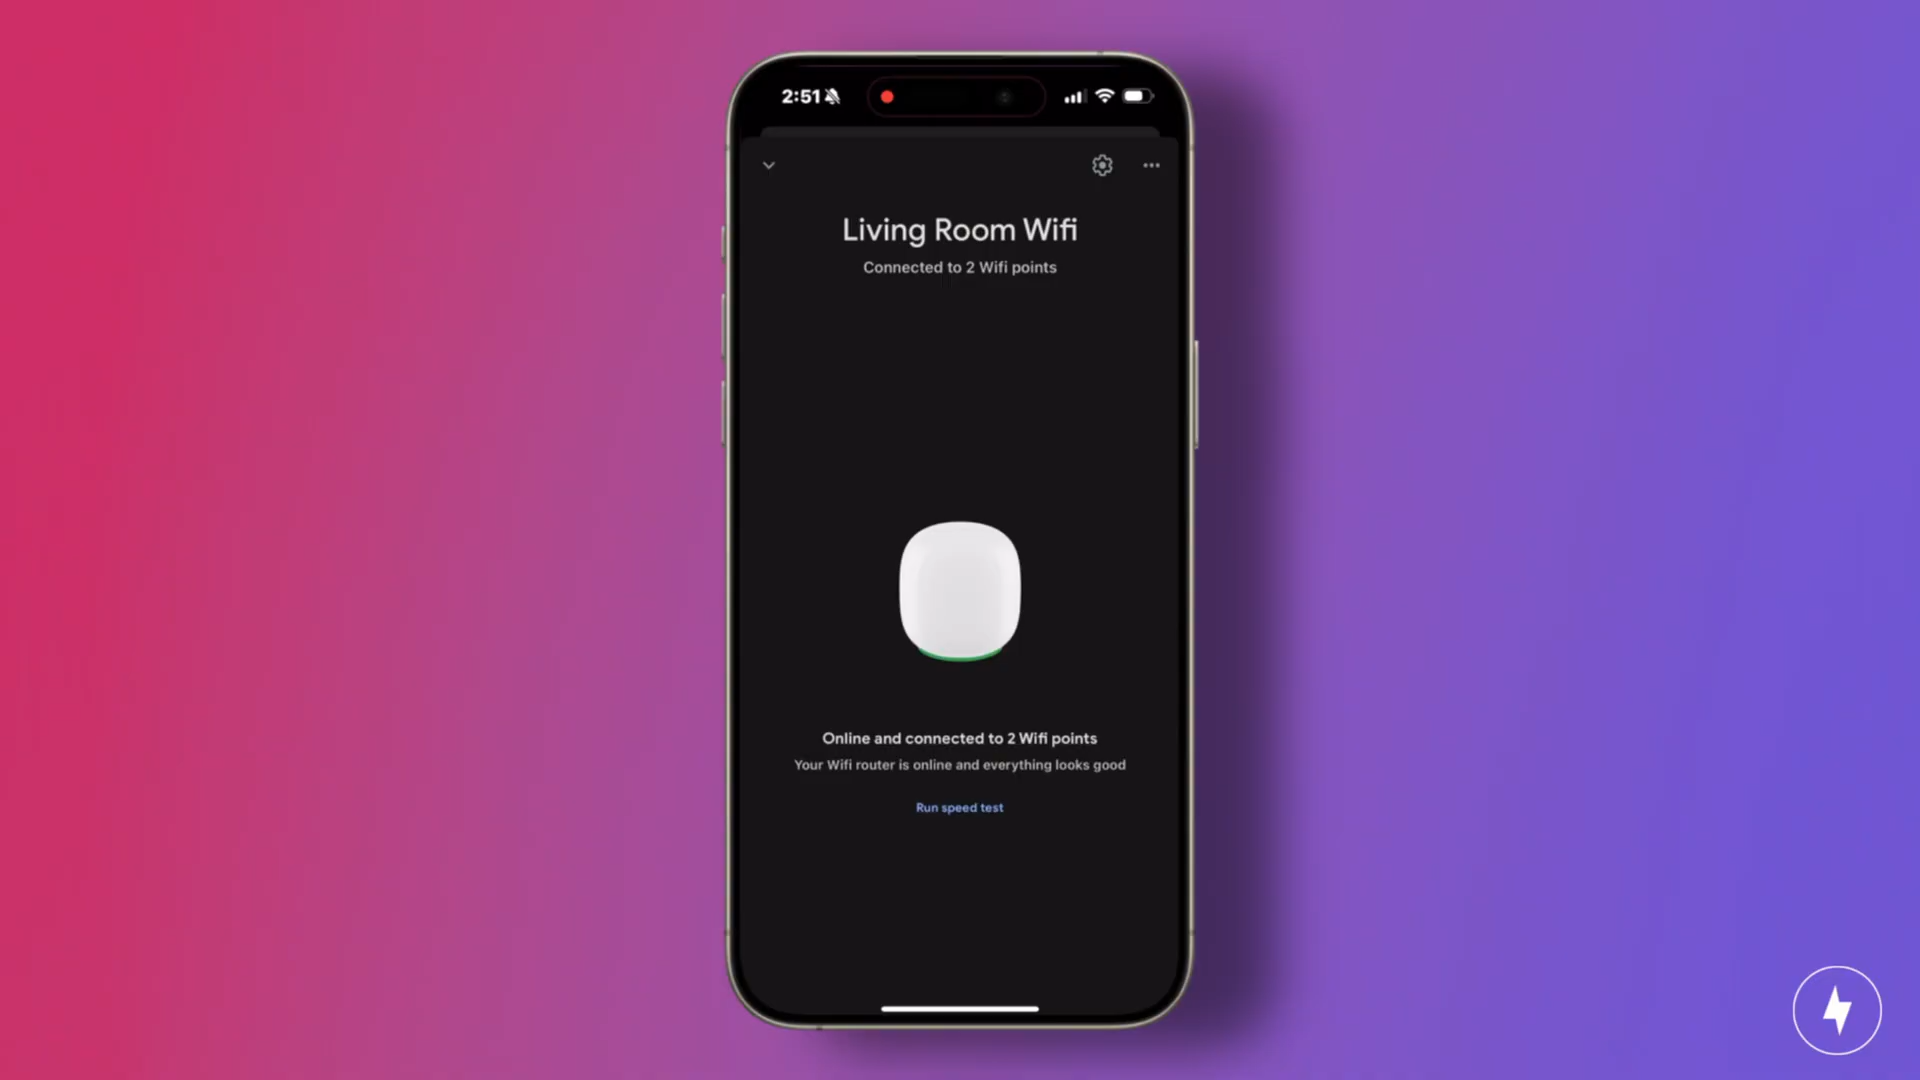 2:51
Living Room Wifi
Connected to 2 Wifi points
Online and connected to 2 Wifi points
Your Wifi router is online and everything looks good
Run speed test